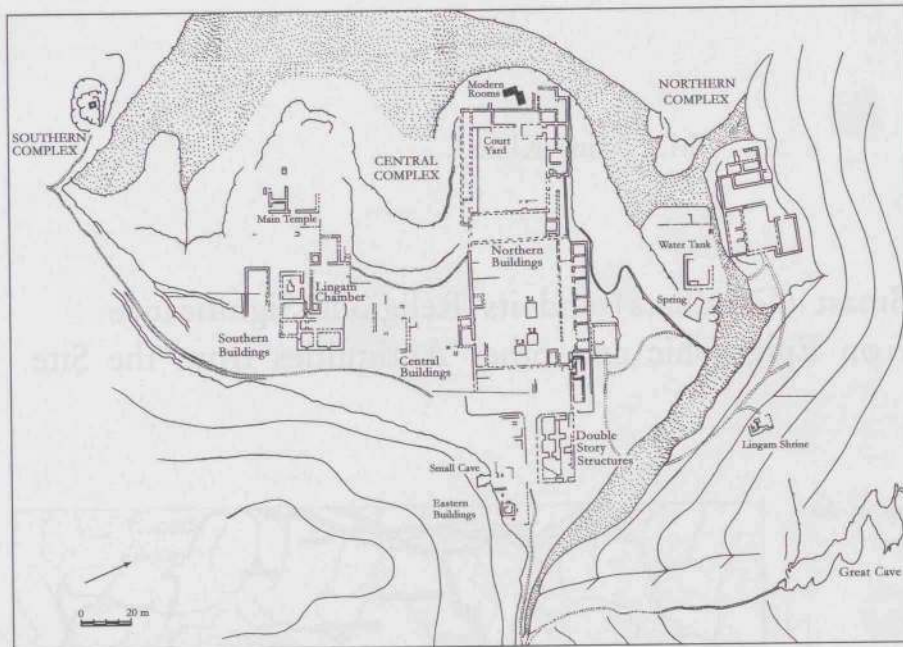 Modern
Rooms
NORTHERN
COMPLEX
SOUTHERN
COMPLEX
CENTRAL
COMPLEX
Court
Yard
Main Temple
Northern
Buildings
Water Tank
Lingam
Chamber
Spring
Southern
Buildings
Central
Buildings
Double
Story
Structures
Lingam Shrine
Small Cave
Eastern
Buildings
Great Cave
0 20 m